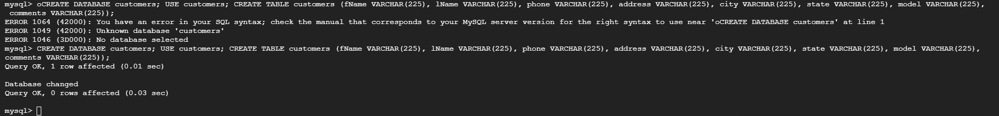 mysql> oCREATE DATABASE customers; USE customers; CREATE TABLE customers (fName VARCHAR(225), lName VARCHAR(225), phone VARCHAR(225), address VARCHAR(225), city VARCHAR(225), state VARCHAR(225), model VARCHAR(225),
comments VARCHAR(225));
ERROR 1064 (42000): You have an error in your SQL syntax; check the manual that corresponds to your MySQL server version for the right syntax to use near 'oCREATE DATABASE customers' at line 1
ERROR 1049 (42000): Unknown database 'customers'
ERROR 1046 (3D000): No database selected
mysql> CREATE DATABASE customers; USE customers; CREATE TABLE customers (fName VARCHAR(225), lName VARCHAR(225), phone VARCHAR(225), address VARCHAR(225), city VARCHAR(225), state VARCHAR(225), model VARCHAR(225),
comments VARCHAR(225));
Query OK, 1 row affected (0.01 sec)
Database changed
Query OK, 0 rows affected (0.03 sec)
mysql>